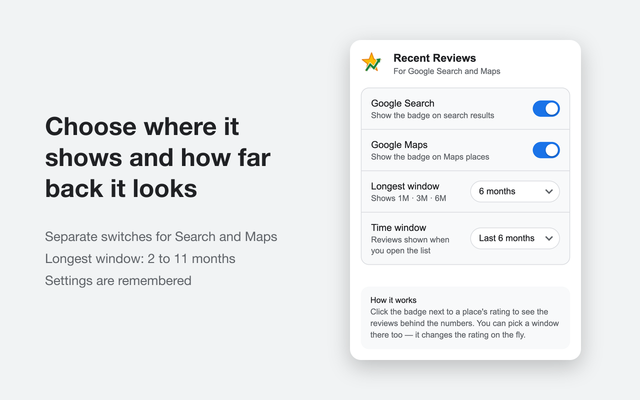 Choose where it
shows and how far
back it looks
Separate switches for Search and Maps
Longest window: 2 to 11 months
Settings are remembered
Recent Reviews
For Google Search and Maps
Google Search
Show the badge on search results
Google Maps
Show the badge on Maps places
Longest window
Shows 1M · 3M · 6M
6 months
Time window
Reviews shown when
you open the list
Last 6 months
How it works
Click the badge next to a place's rating to see the
reviews behind the numbers. You can pick a window
there too — it changes the rating on the fly.